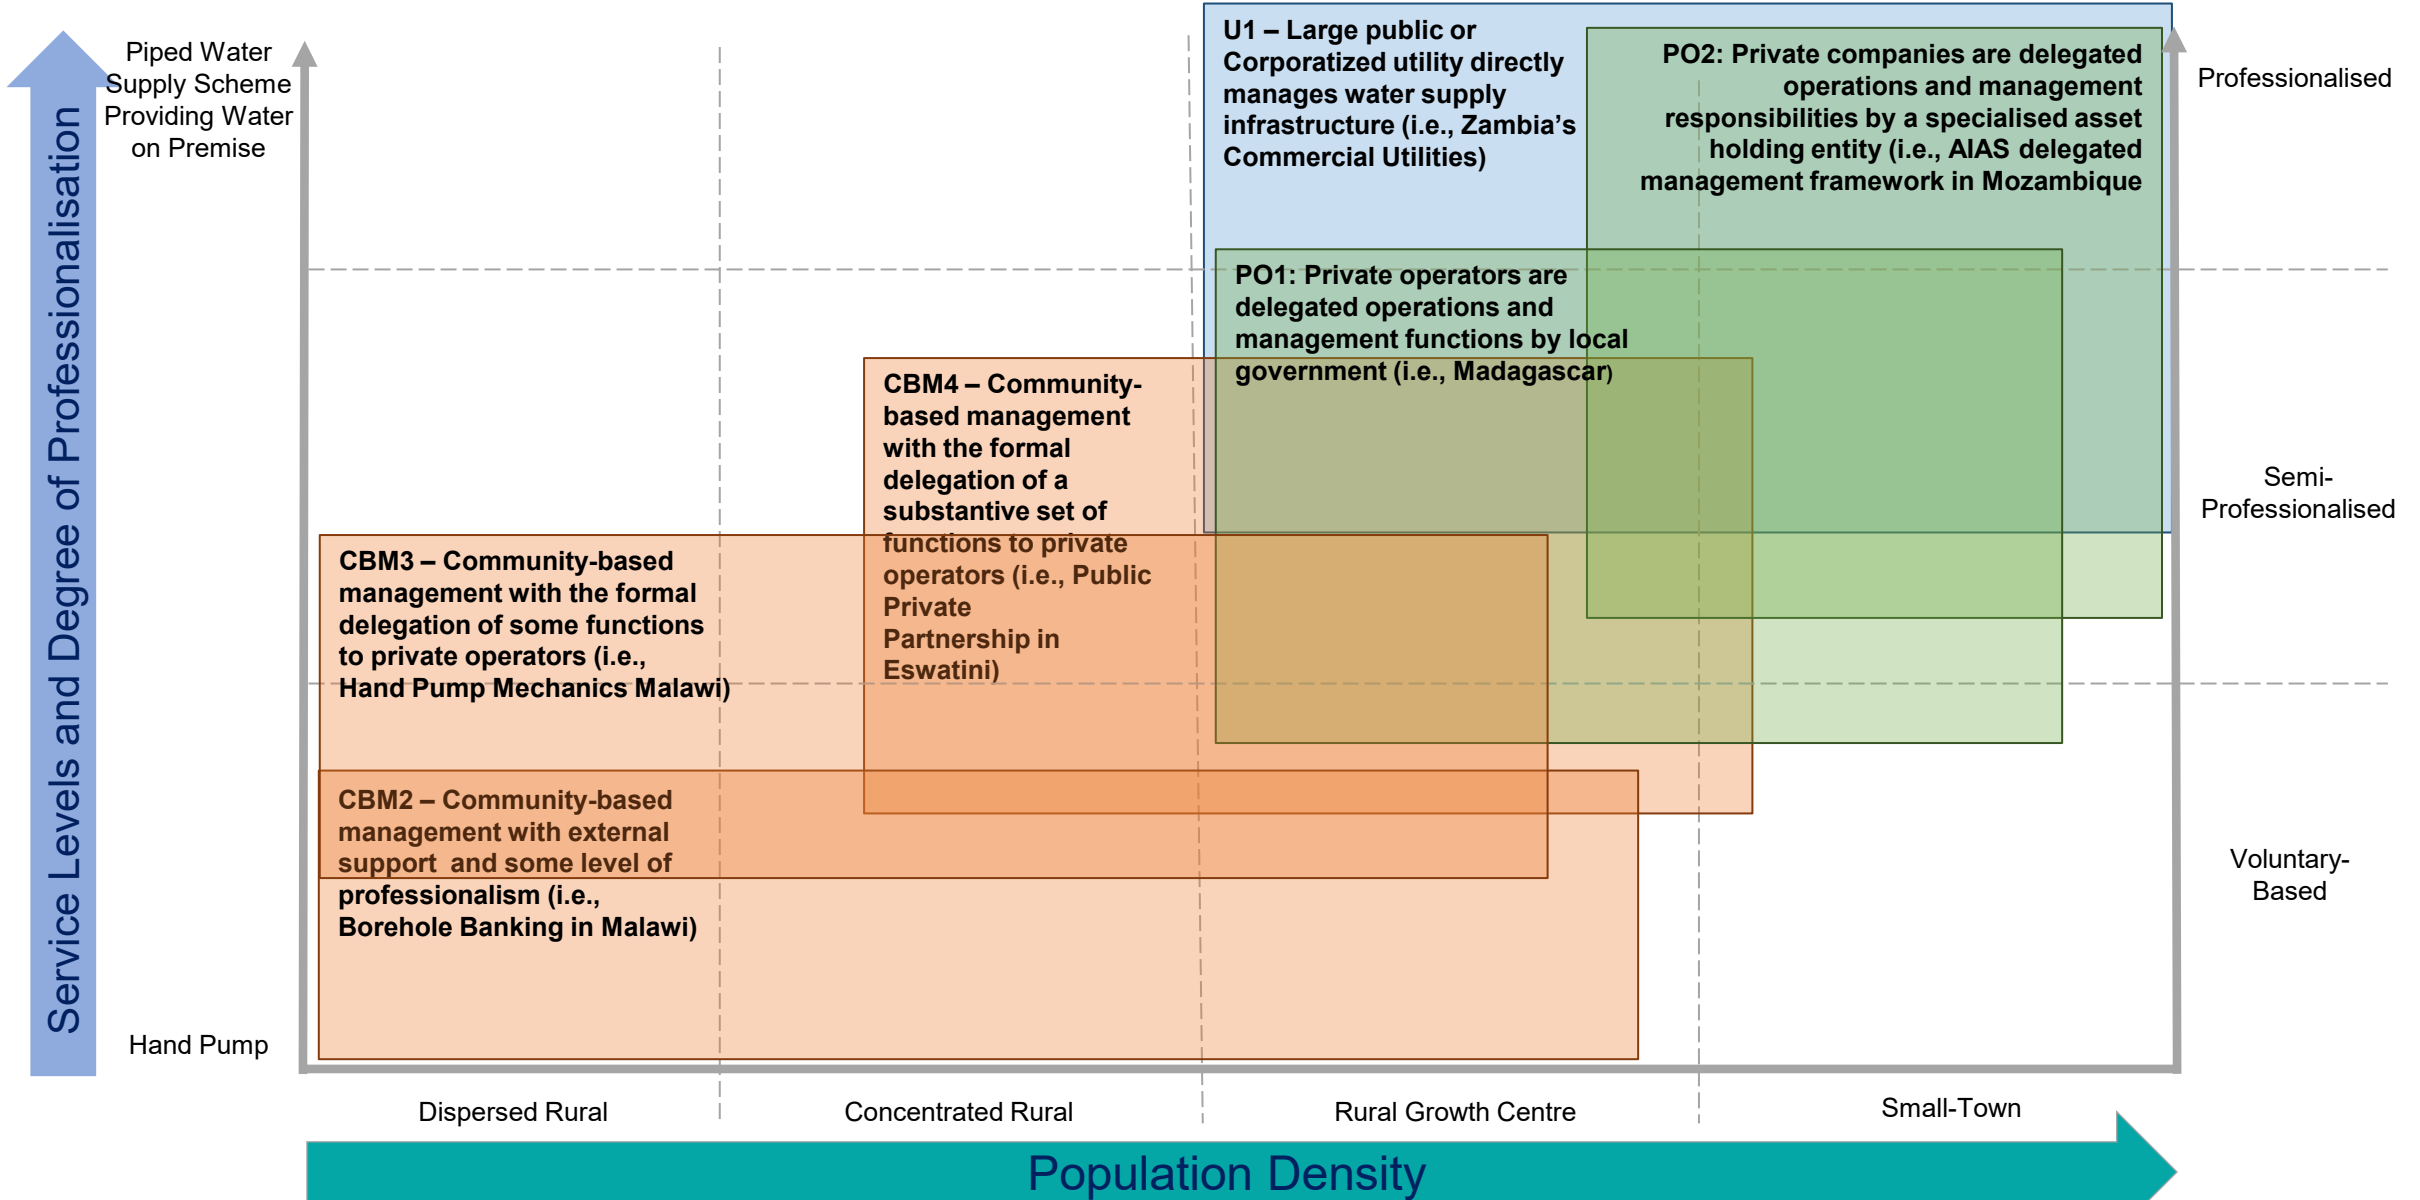 Service Levels and Degree of Professionalisation
Piped Water
Supply Scheme
Providing Water
on Premise
Hand Pump
U1 – Large public or
Corporatized utility directly
manages water supply
infrastructure (i.e., Zambia’s
Commercial Utilities)
PO2: Private companies are delegated
operations and management
responsibilities by a specialised asset
holding entity (i.e., AIAS delegated
management framework in Mozambique
PO1: Private operators are
delegated operations and
management functions by local
government (i.e., Madagascar)
CBM4 – Community-
based management
with the formal
delegation of a
substantive set of
functions to private
operators (i.e., Public
Private
Partnership in
Eswatini)
CBM3 – Community-based
management with the formal
delegation of some functions
to private operators (i.e.,
Hand Pump Mechanics Malawi)
CBM2 – Community-based
management with external
support  and some level of
professionalism (i.e.,
Borehole Banking in Malawi)
Professionalised
Semi-
Professionalised
Voluntary-
Based
Dispersed Rural
Concentrated Rural
Rural Growth Centre
Small-Town
Population Density